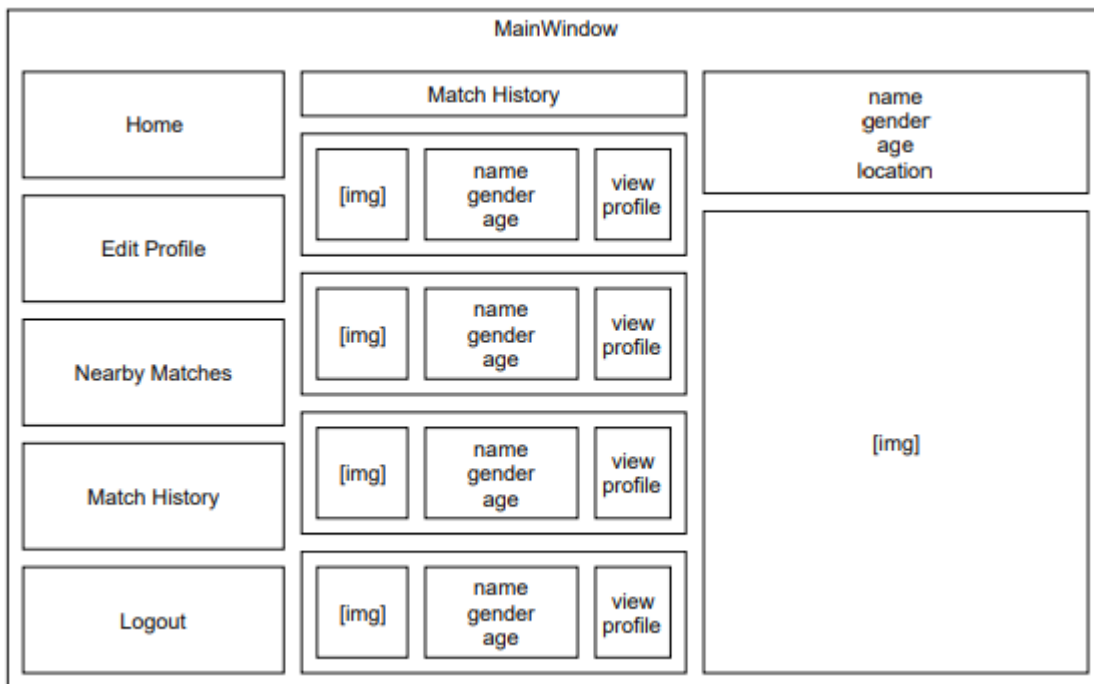 MainWindow
Home
Edit Profile
Nearby Matches
Match History
Logout
Match History
[img]
name
gender
age
view
profile
[img]
name
gender
age
view
profile
[img]
name
gender
age
view
profile
[img]
name
gender
age
view
profile
name
gender
age
location
[img]